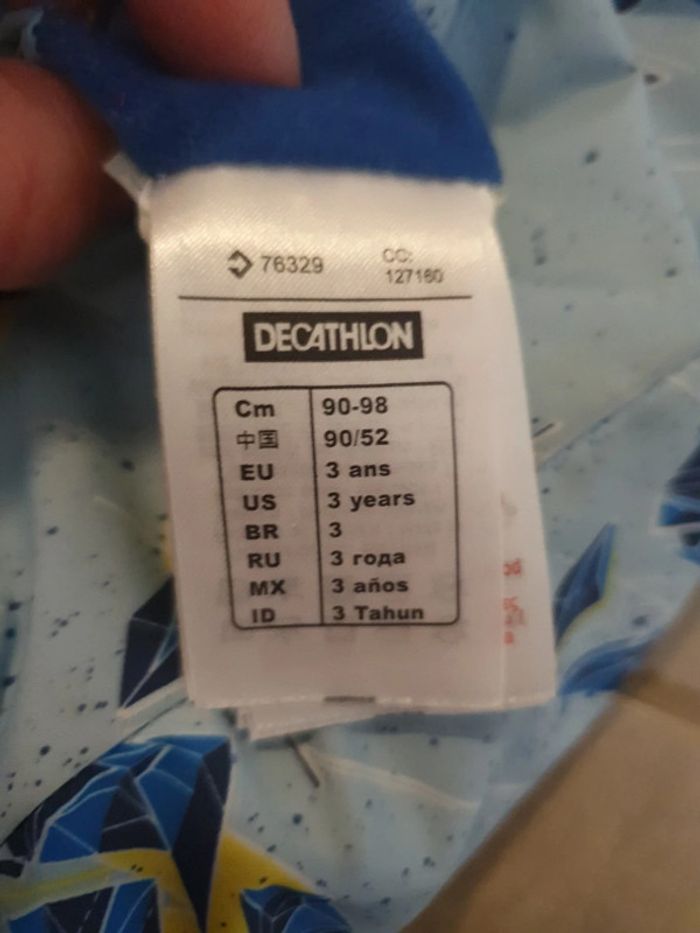 76329
CC:
127160
DECATHLON
Cm 90-98
中国 90/52
EU 3 ans
US 3 years
BR 3
RU 3 года
MX 3 años
ID 3 Tahun